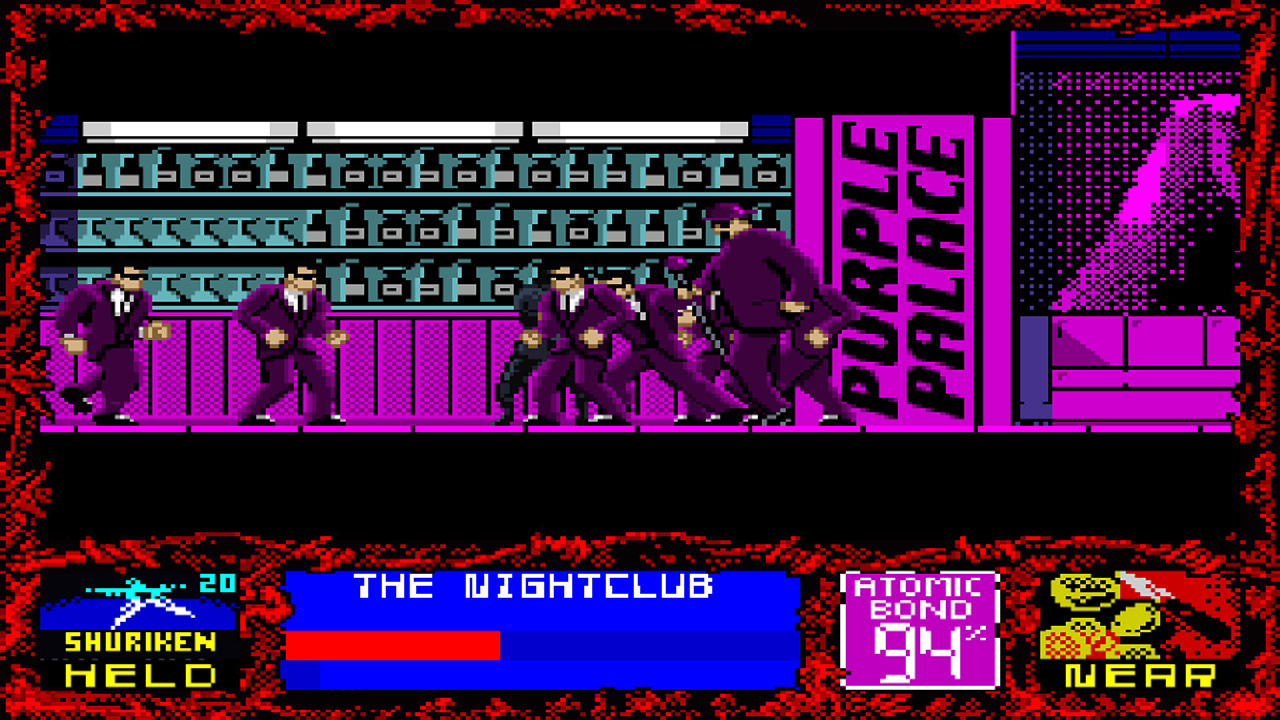 PURPLE
PALACE
20
SHURIKEN
HELD
THE NIGHTCLUB
ATOMIC
BOND
94%
NEAR